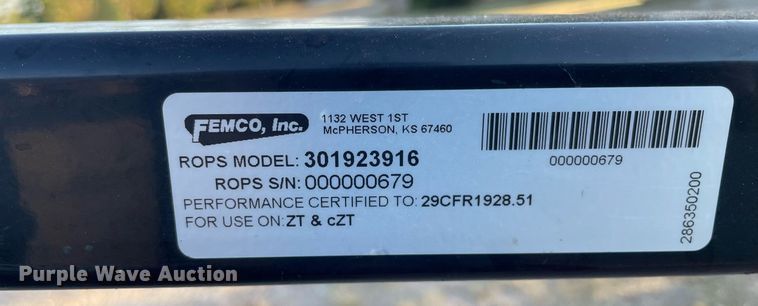 FEMCO, Inc.
1132 WEST 1ST
McPHERSON, KS 67460
ROPS MODEL: 301923916
ROPS S/N: 000000679
PERFORMANCE CERTIFIED TO: 29CFR1928.51
FOR USE ON: ZT & cZT
000000679
286350200
Purple Wave Auction